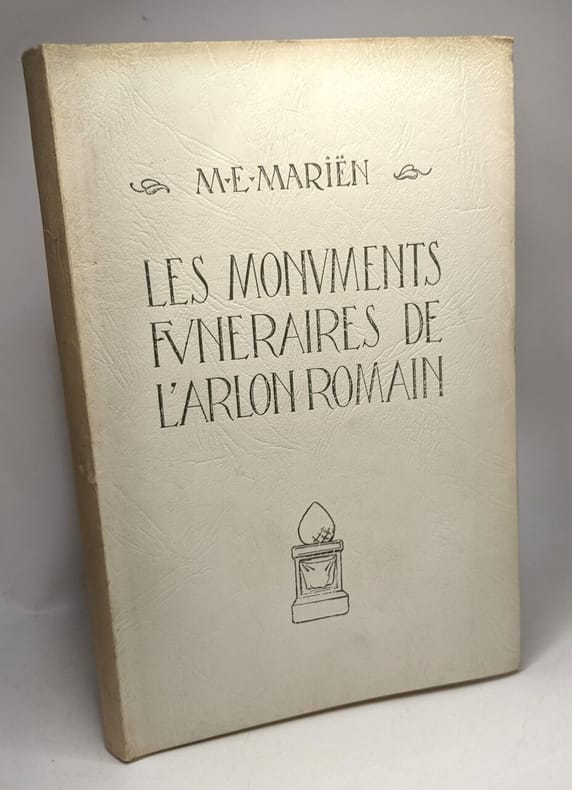 M·E·MARIËN
LES MONVMENTS
FVNERAIRES DE
L'ARLON ROMAIN